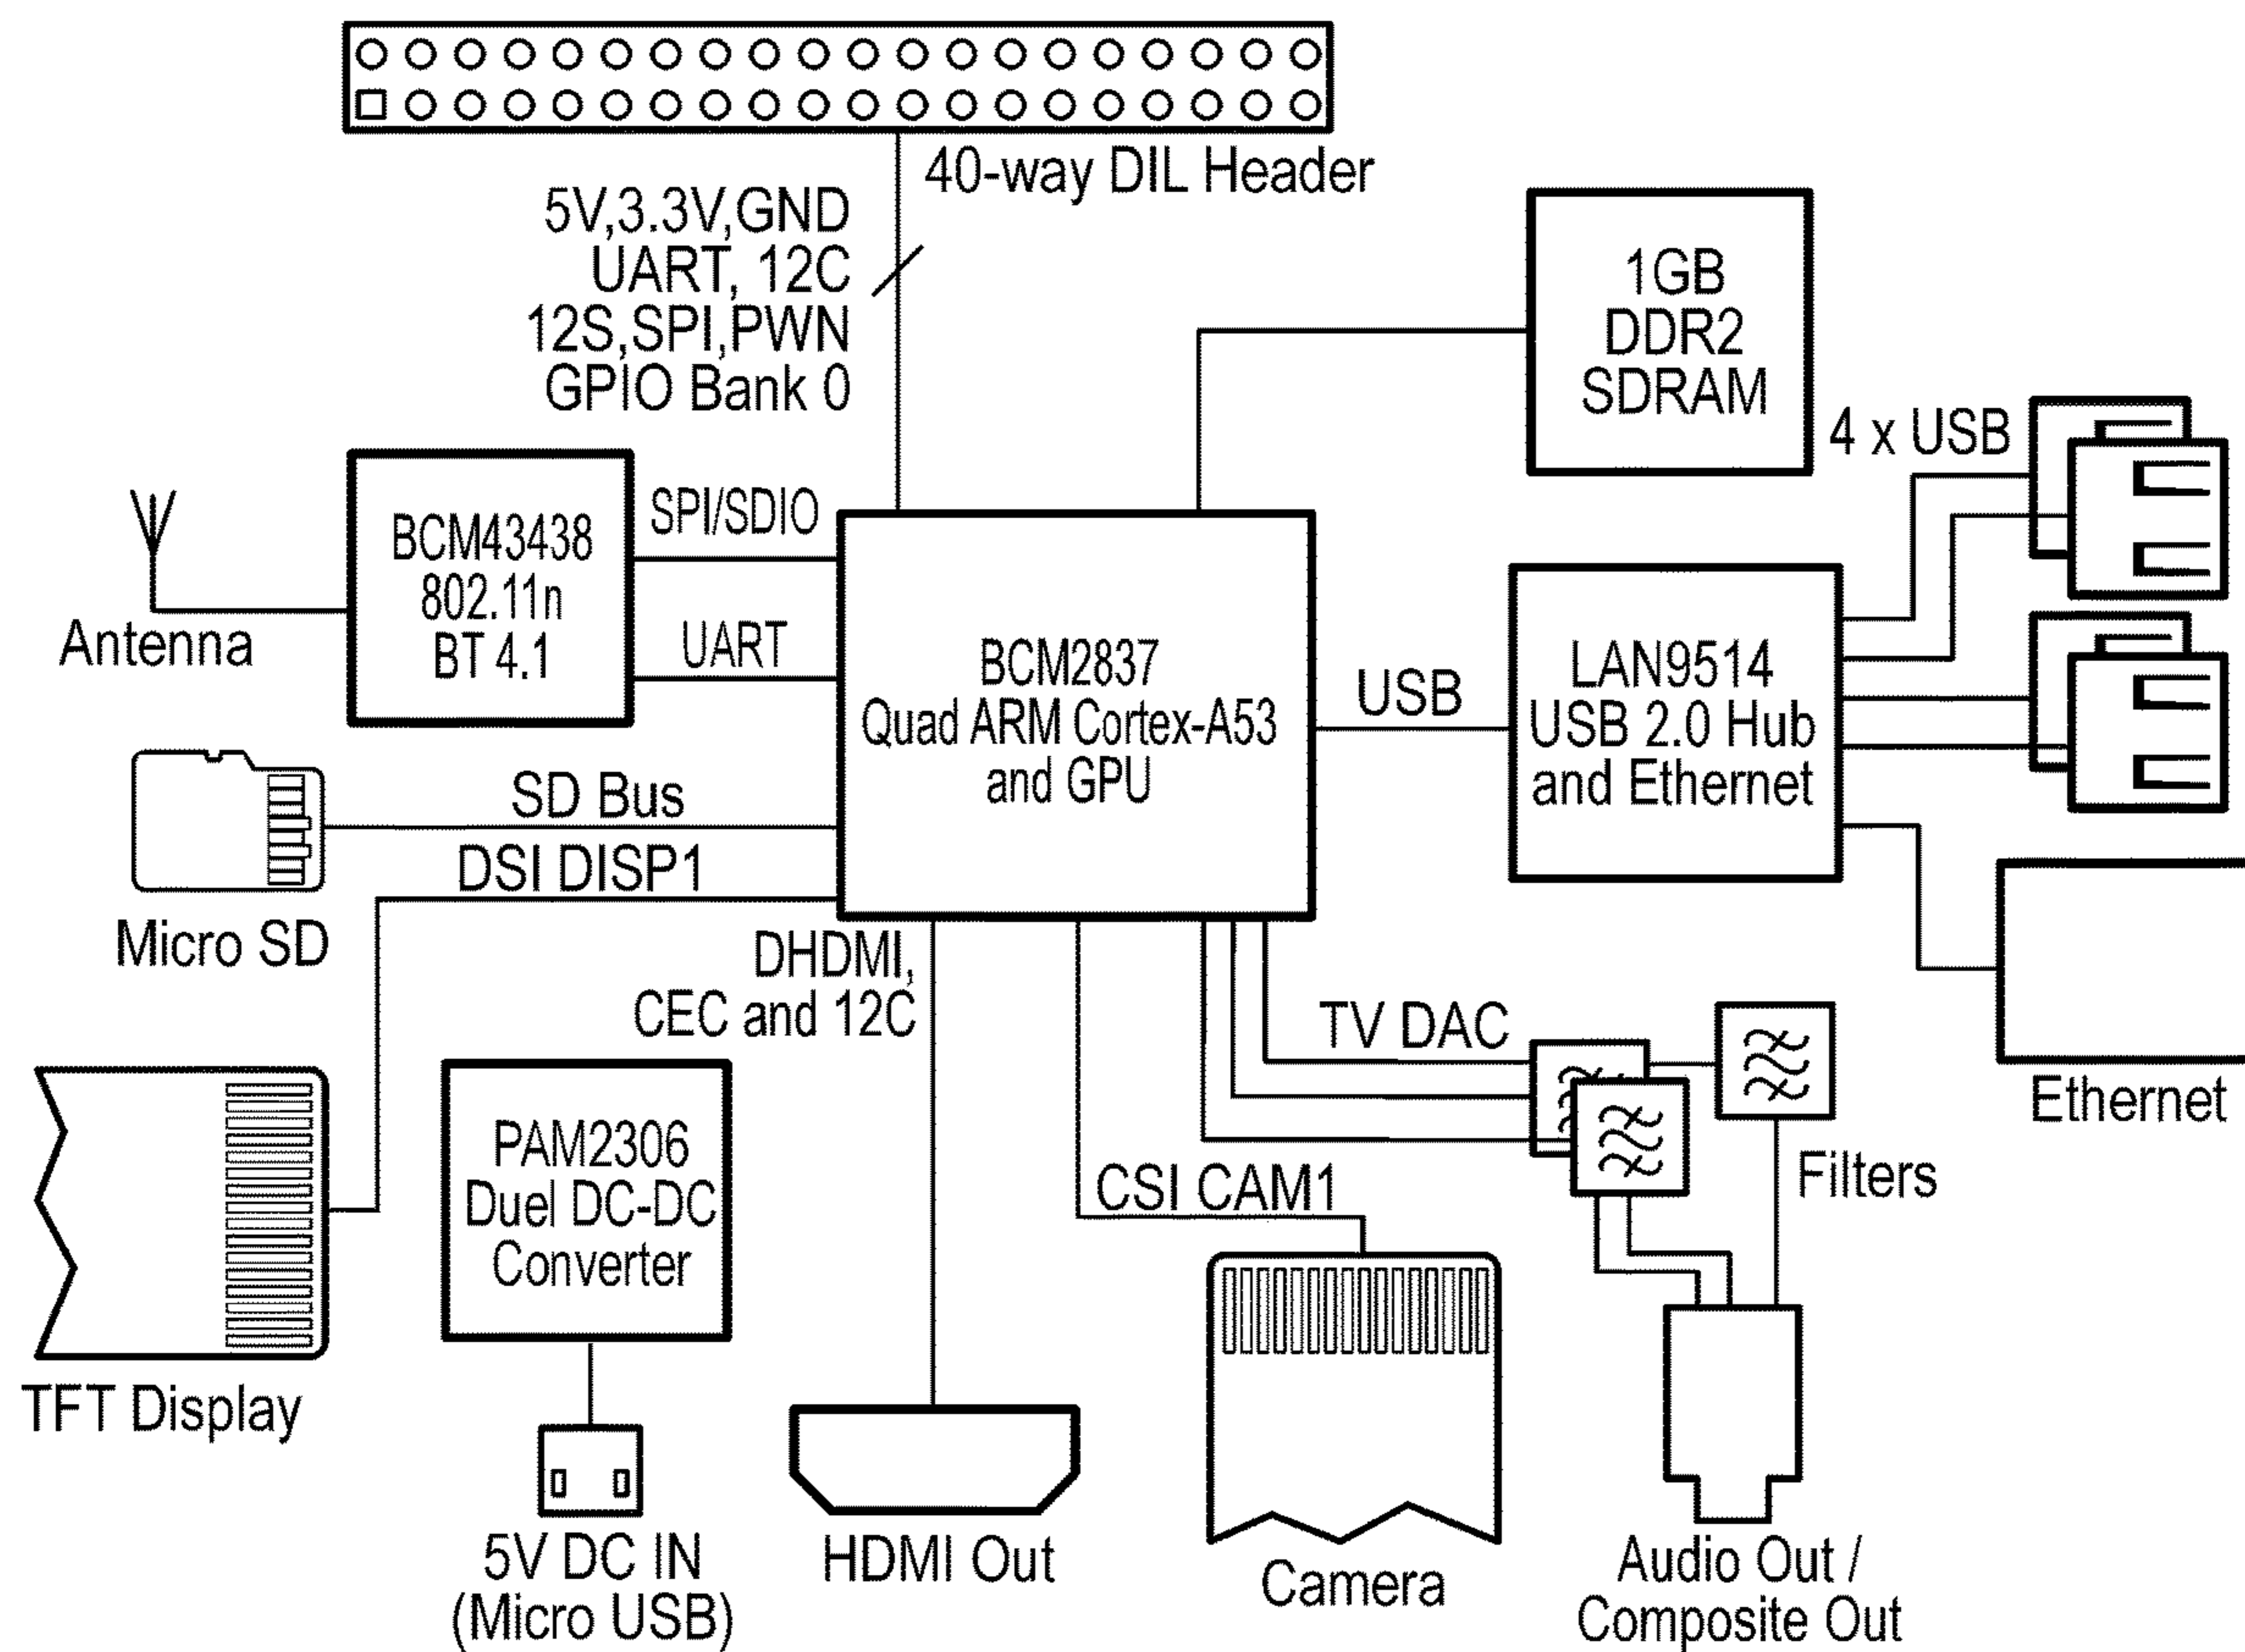 40-way DIL Header
5V,3.3V,GND
UART, 12C
12S,SPI,PWN
GPIO Bank 0
1GB
DDR2
SDRAM
4 x USB
BCM43438
802.11n
BT 4.1
SPI/SDIO
UART
Antenna
BCM2837
Quad ARM Cortex-A53
and GPU
USB
LAN9514
USB 2.0 Hub
and Ethernet
SD Bus
DSI DISP1
Micro SD
DHDMI,
CEC and 12C
TV DAC
Ethernet
PAM2306
Duel DC-DC
Converter
CSI CAM1
Filters
TFT Display
5V DC IN
(Micro USB)
HDMI Out
Camera
Audio Out /
Composite Out